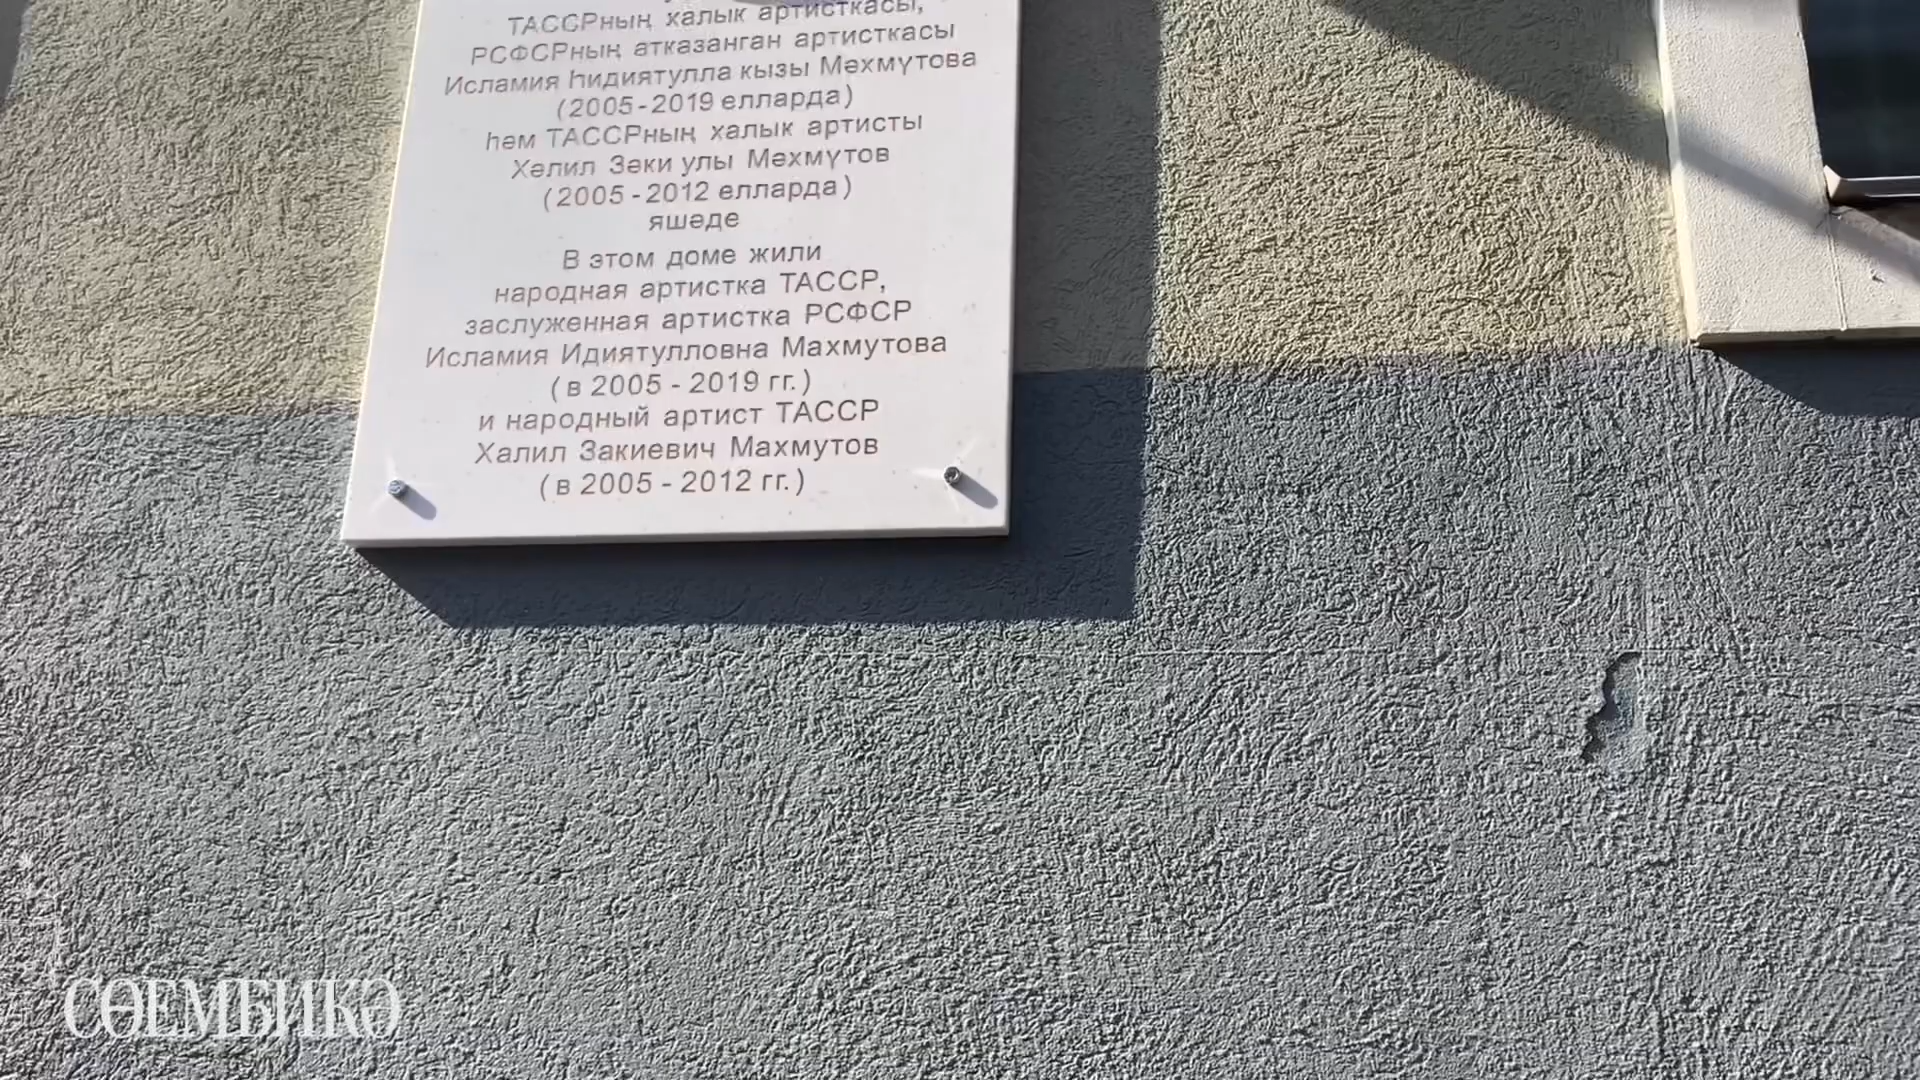 ТАССРның халык артисткасы,
РСФСРның атказанган артисткасы
Исламия Һидиятулла кызы Мәхмүтова
(2005-2019 елларда)
һәм ТАССРның халык артисты
Хәлил Зәки улы Мәхмүтов
(2005-2012 елларда)
яшәде
В этом доме жили
народная артистка ТАССР,
заслуженная артистка РСФСР
Исламия Идиятулловна Махмутова
(в 2005 - 2019 гг.)
и народный артист ТАССР
Халил Закиевич Махмутов
(в 2005 - 2012 гг.)
СӨЕМБИКӘ